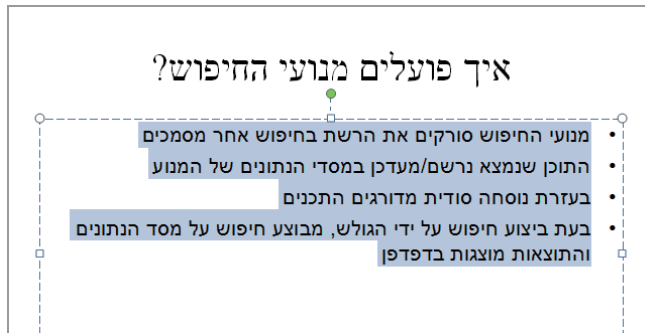 איך פועלים מנועי החיפוש?
• מנועי החיפוש סורקים את הרשת בחיפוש אחר מסמכים
• התוכן שנמצא נרשם/מעדכן במסדי הנתונים של המנוע
• בעזרת נוסחה סודית מדורגים התכנים
• בעת ביצוע חיפוש על ידי הגולש, מבוצע חיפוש על מסד הנתונים
והתוצאות מוצגות בדפדפן